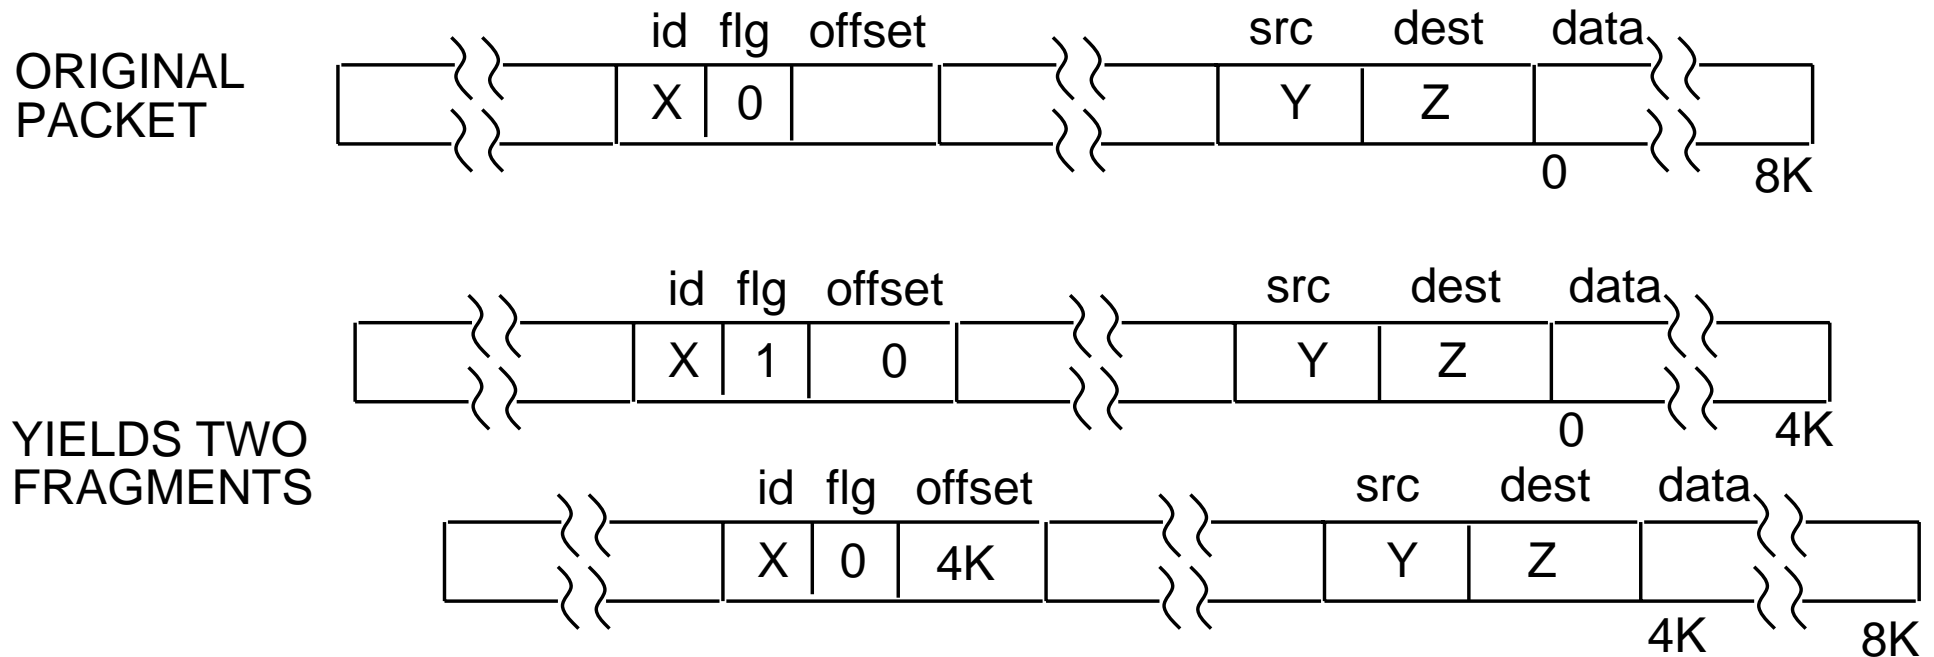 id flg offset src dest data
ORIGINAL
PACKET
X 0 Y Z
0 8K
id flg offset src dest data
X 1 0 Y Z
0 4K
YIELDS TWO
FRAGMENTS
id flg offset src dest data
X 0 4K Y Z
4K 8K